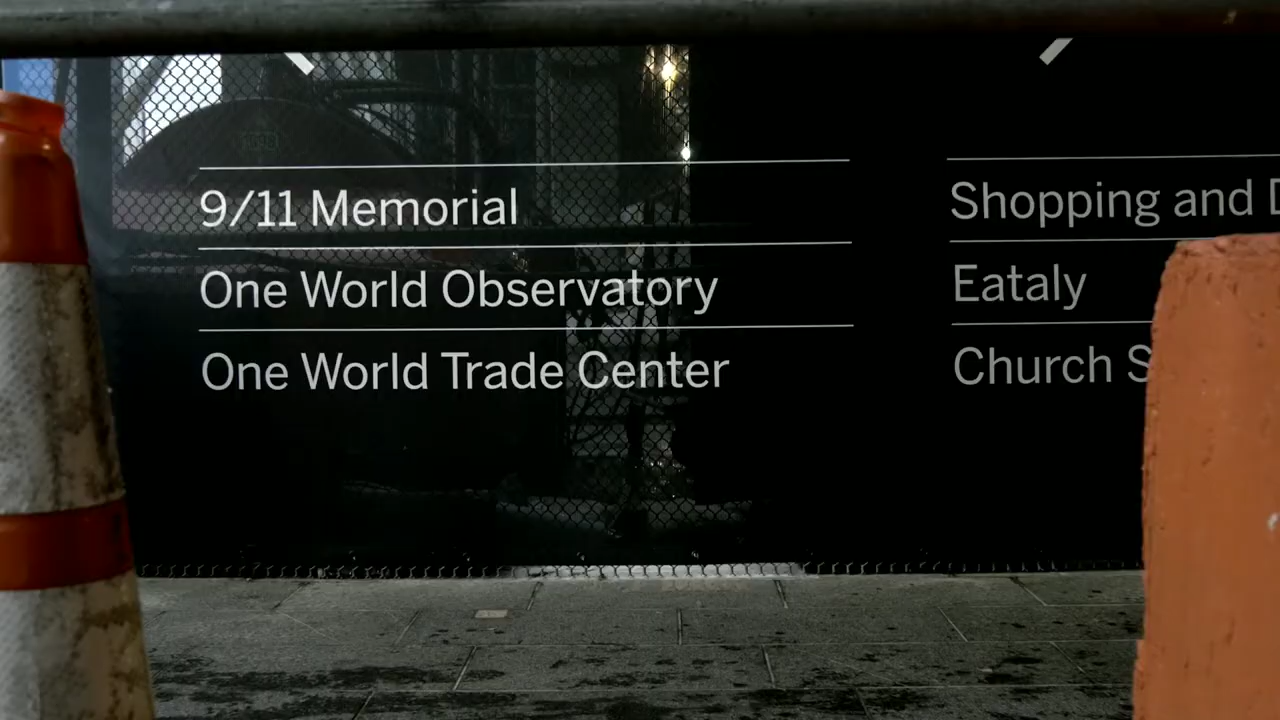 9/11 Memorial
One World Observatory
One World Trade Center
Shopping and
Eataly
Church